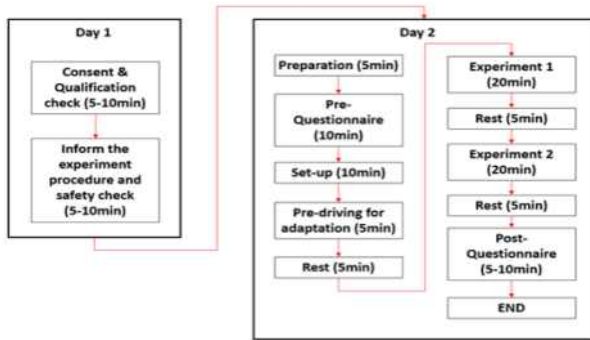 Day 1
Consent &
Qualification
check (5-10min)
Inform the
experiment
procedure and
safety check
(5-10min)
Day 2
Preparation (5min)
Pre-
Questionnaire
(10min)
Set-up (10min)
Pre-driving for
adaptation (5min)
Rest (5min)
Experiment 1
(20min)
Rest (5min)
Experiment 2
(20min)
Rest (5min)
Post-
Questionnaire
(5-10min)
END